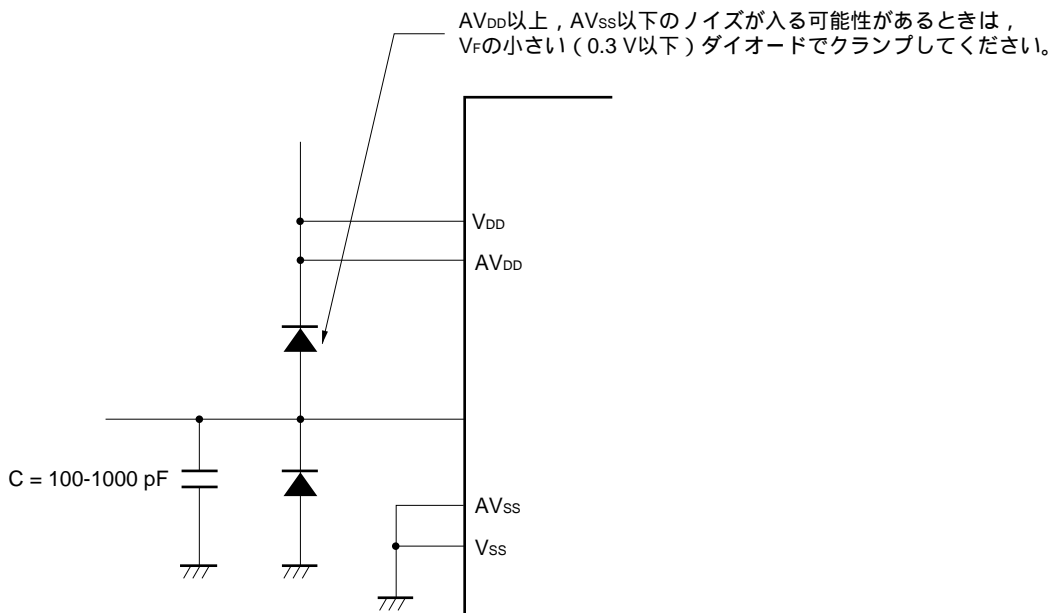 AVDD以上，AVSS以下のノイズが入る可能性があるときは，
VFの小さい（0.3 V以下）ダイオードでクランプしてください。
VDD
AVDD
C = 100-1000 pF
AVSS
VSS